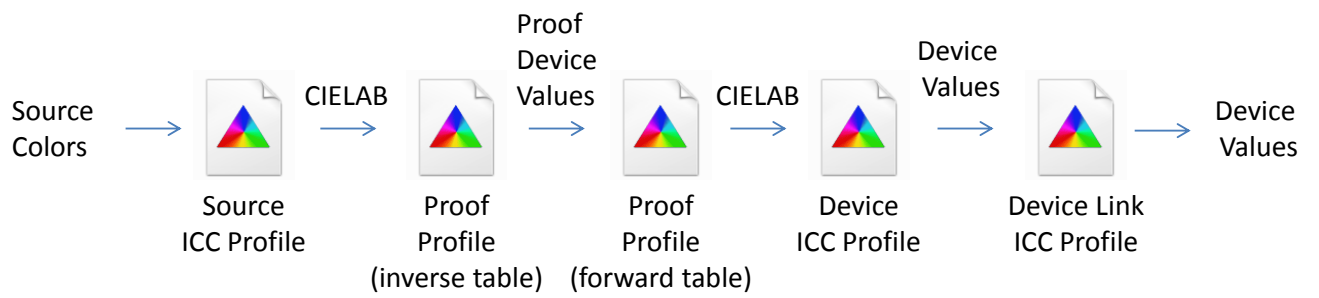 Source
Colors
CIELAB
Proof
Device
Values
CIELAB
Device
Values
Device
Values
Source
ICC Profile
Proof
Profile
(inverse table)
Proof
Profile
(forward table)
Device
ICC Profile
Device Link
ICC Profile